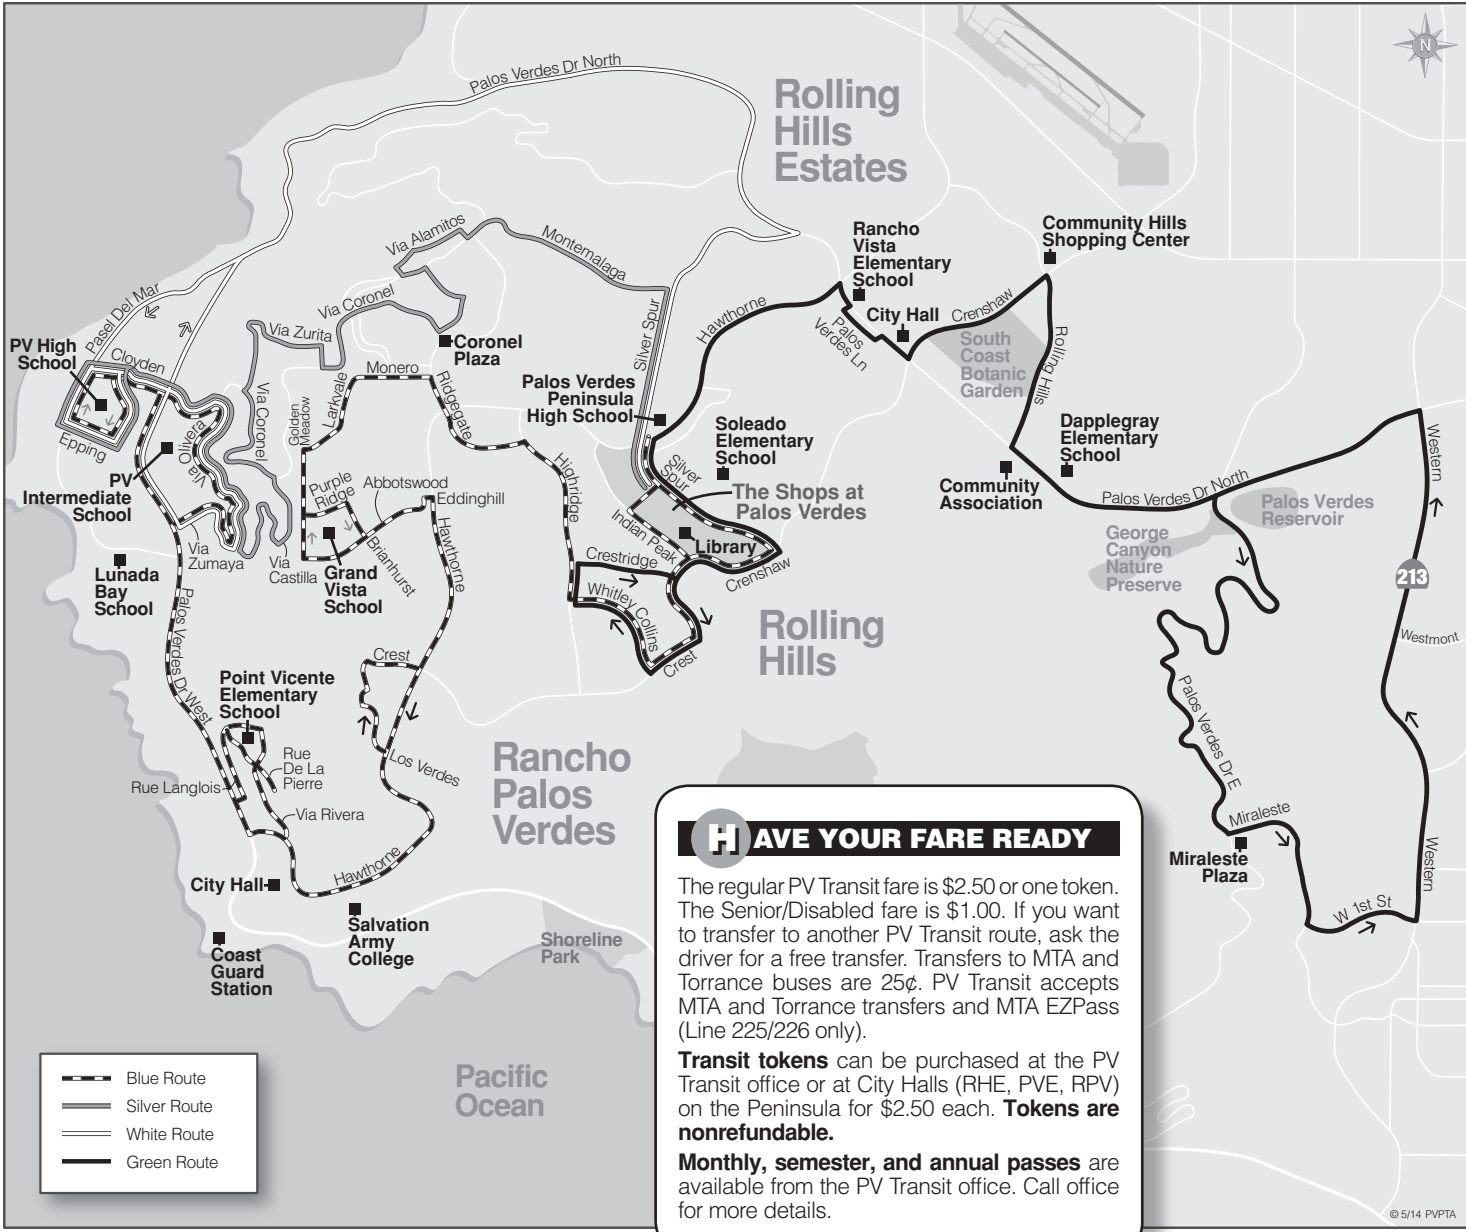 Palos Verdes Dr North
Rolling
Hills
Estates
N
Community Hills
Shopping Center
Rancho
Vista
Elementary
School
Via Alamitos
Montemalaga
Pasel Del Mar
Via Coronel
Hawthorne
City Hall
Crenshaw
Palos
Verdes Ln
South
Coast
Botanic
Garden
Rolling Hills
PV High
School
Cloyden
Via Zurita
Coronel
Plaza
Silver Spur
Monero
Larkvale
Ridgegate
Palos Verdes
Peninsula
High School
Via Coronel
Golden
Meadow
Soleado
Elementary
School
Dapplegray
Elementary
School
Western
Epping
Via Olivera
PV
Intermediate
School
Purple
Ridge
Abbotswood
Eddinghill
Highridge
Silver
Spur
The Shops at
Palos Verdes
Community
Association
Palos Verdes Dr North
Palos Verdes
Reservoir
Indian Peak
Library
George
Canyon
Nature
Preserve
Via
Zumaya
Via
Castilla
Grand
Vista
School
Brianhurst
Hawthorne
Crestridge
Crenshaw
213
Lunada
Bay
School
Whitley Collins
Rolling
Hills
Westmont
Palos Verdes Dr West
Crest
Crest
Point Vicente
Elementary
School
Palos Verdes Dr E
Rue
De La
Pierre
Los Verdes
Rancho
Palos
Verdes
Rue Langlois
Via Rivera
Miraleste
Miraleste
Plaza
Western
Hawthorne
City Hall
W 1st St
Salvation
Army
College
Coast
Guard
Station
Shoreline
Park
Pacific
Ocean
Blue Route
Silver Route
White Route
Green Route
HAVE YOUR FARE READY
The regular PV Transit fare is $2.50 or one token.
The Senior/Disabled fare is $1.00. If you want
to transfer to another PV Transit route, ask the
driver for a free transfer. Transfers to MTA and
Torrance buses are 25¢. PV Transit accepts
MTA and Torrance transfers and MTA EZPass
(Line 225/226 only).
Transit tokens can be purchased at the PV
Transit office or at City Halls (RHE, PVE, RPV)
on the Peninsula for $2.50 each. Tokens are
nonrefundable.
Monthly, semester, and annual passes are
available from the PV Transit office. Call office
for more details.
© 5/14 PVPTA